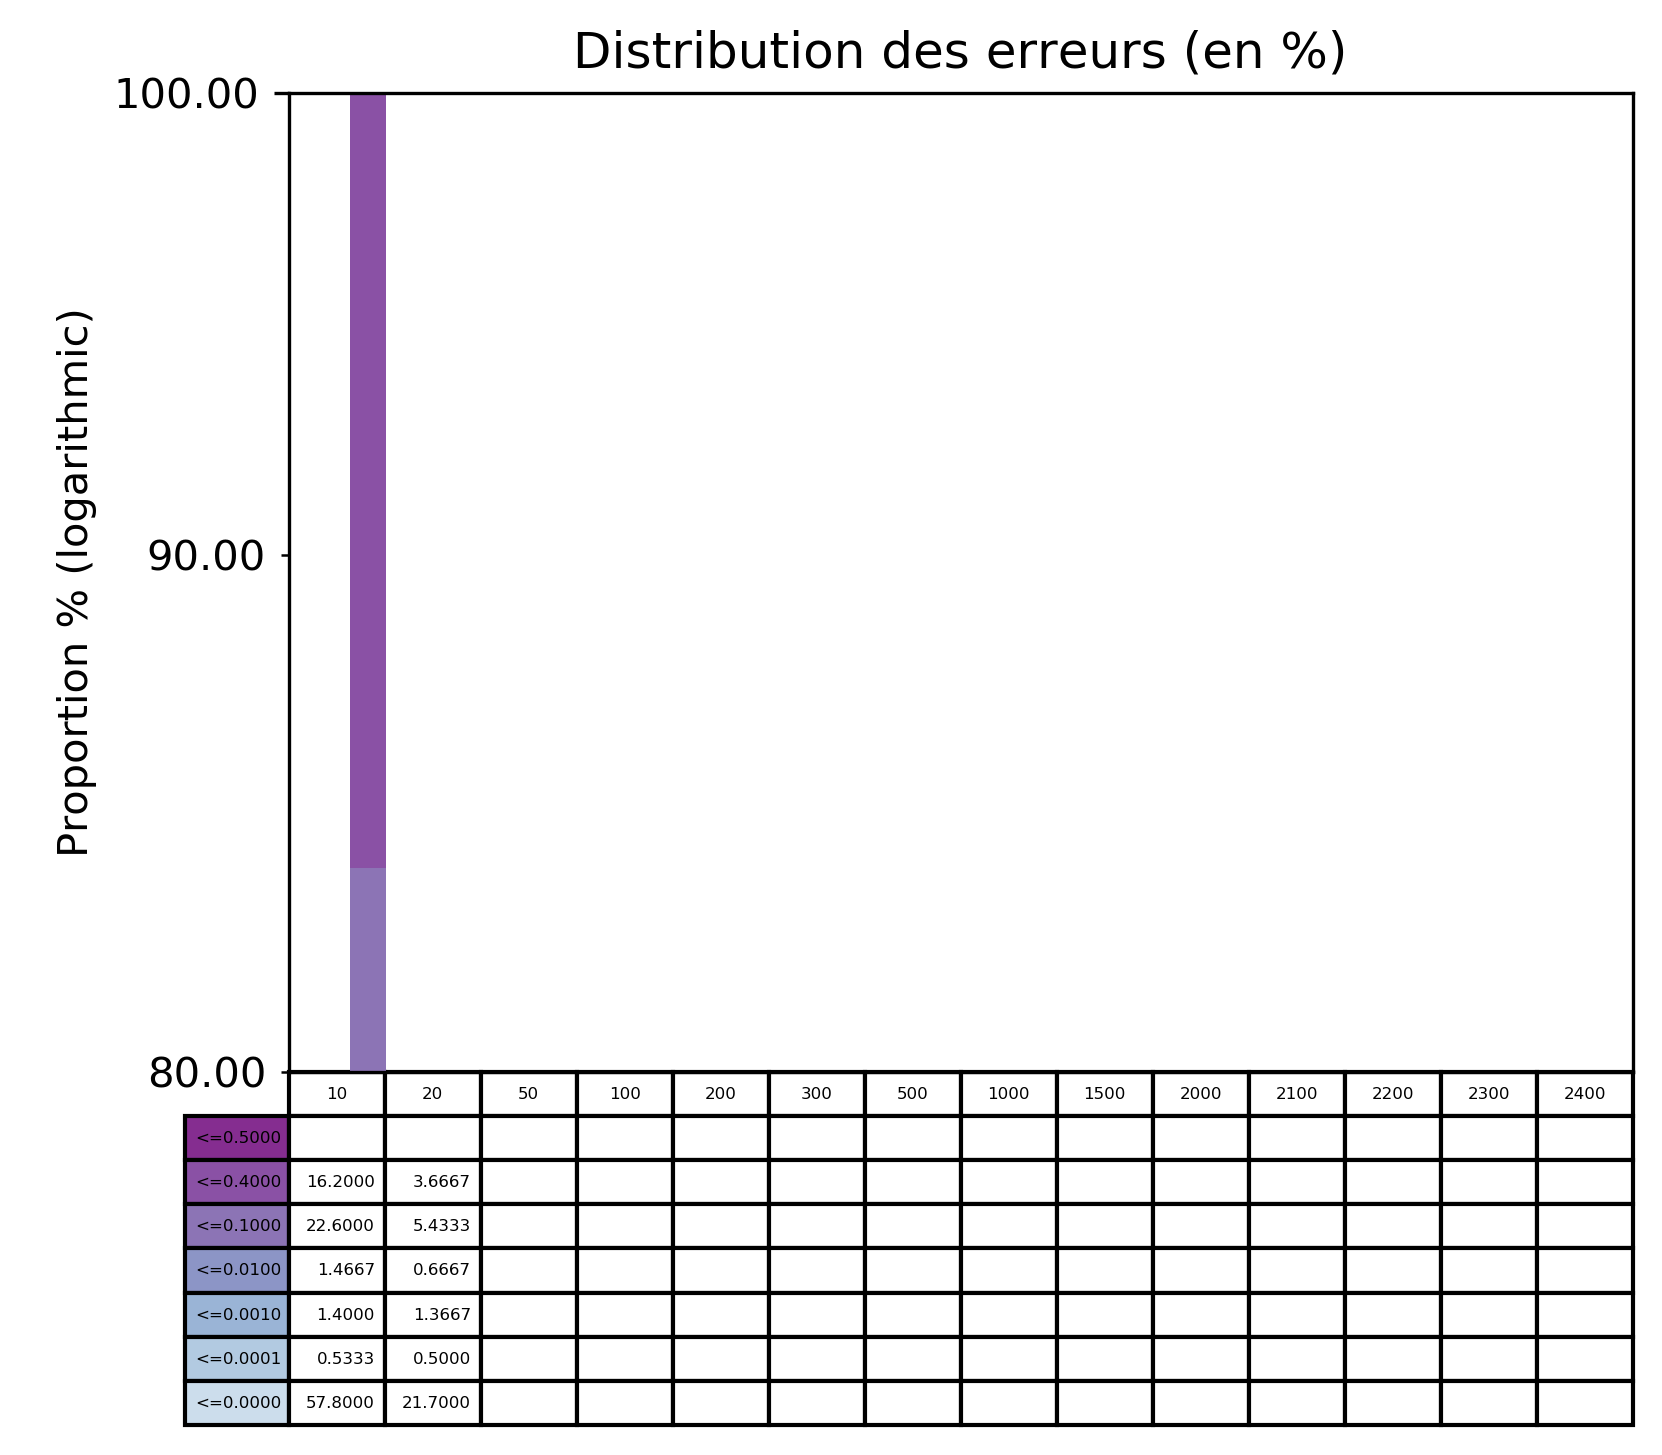 Distribution des erreurs (en %)
100.00
90.00
80.00
Proportion % (logarithmic)
10 20 50 100 200 300 500 1000 1500 2000 2100 2200 2300 2400
<=0.5000
<=0.4000 16.2000 3.6667
<=0.1000 22.6000 5.4333
<=0.0100 1.4667 0.6667
<=0.0010 1.4000 1.3667
<=0.0001 0.5333 0.5000
<=0.0000 57.8000 21.7000